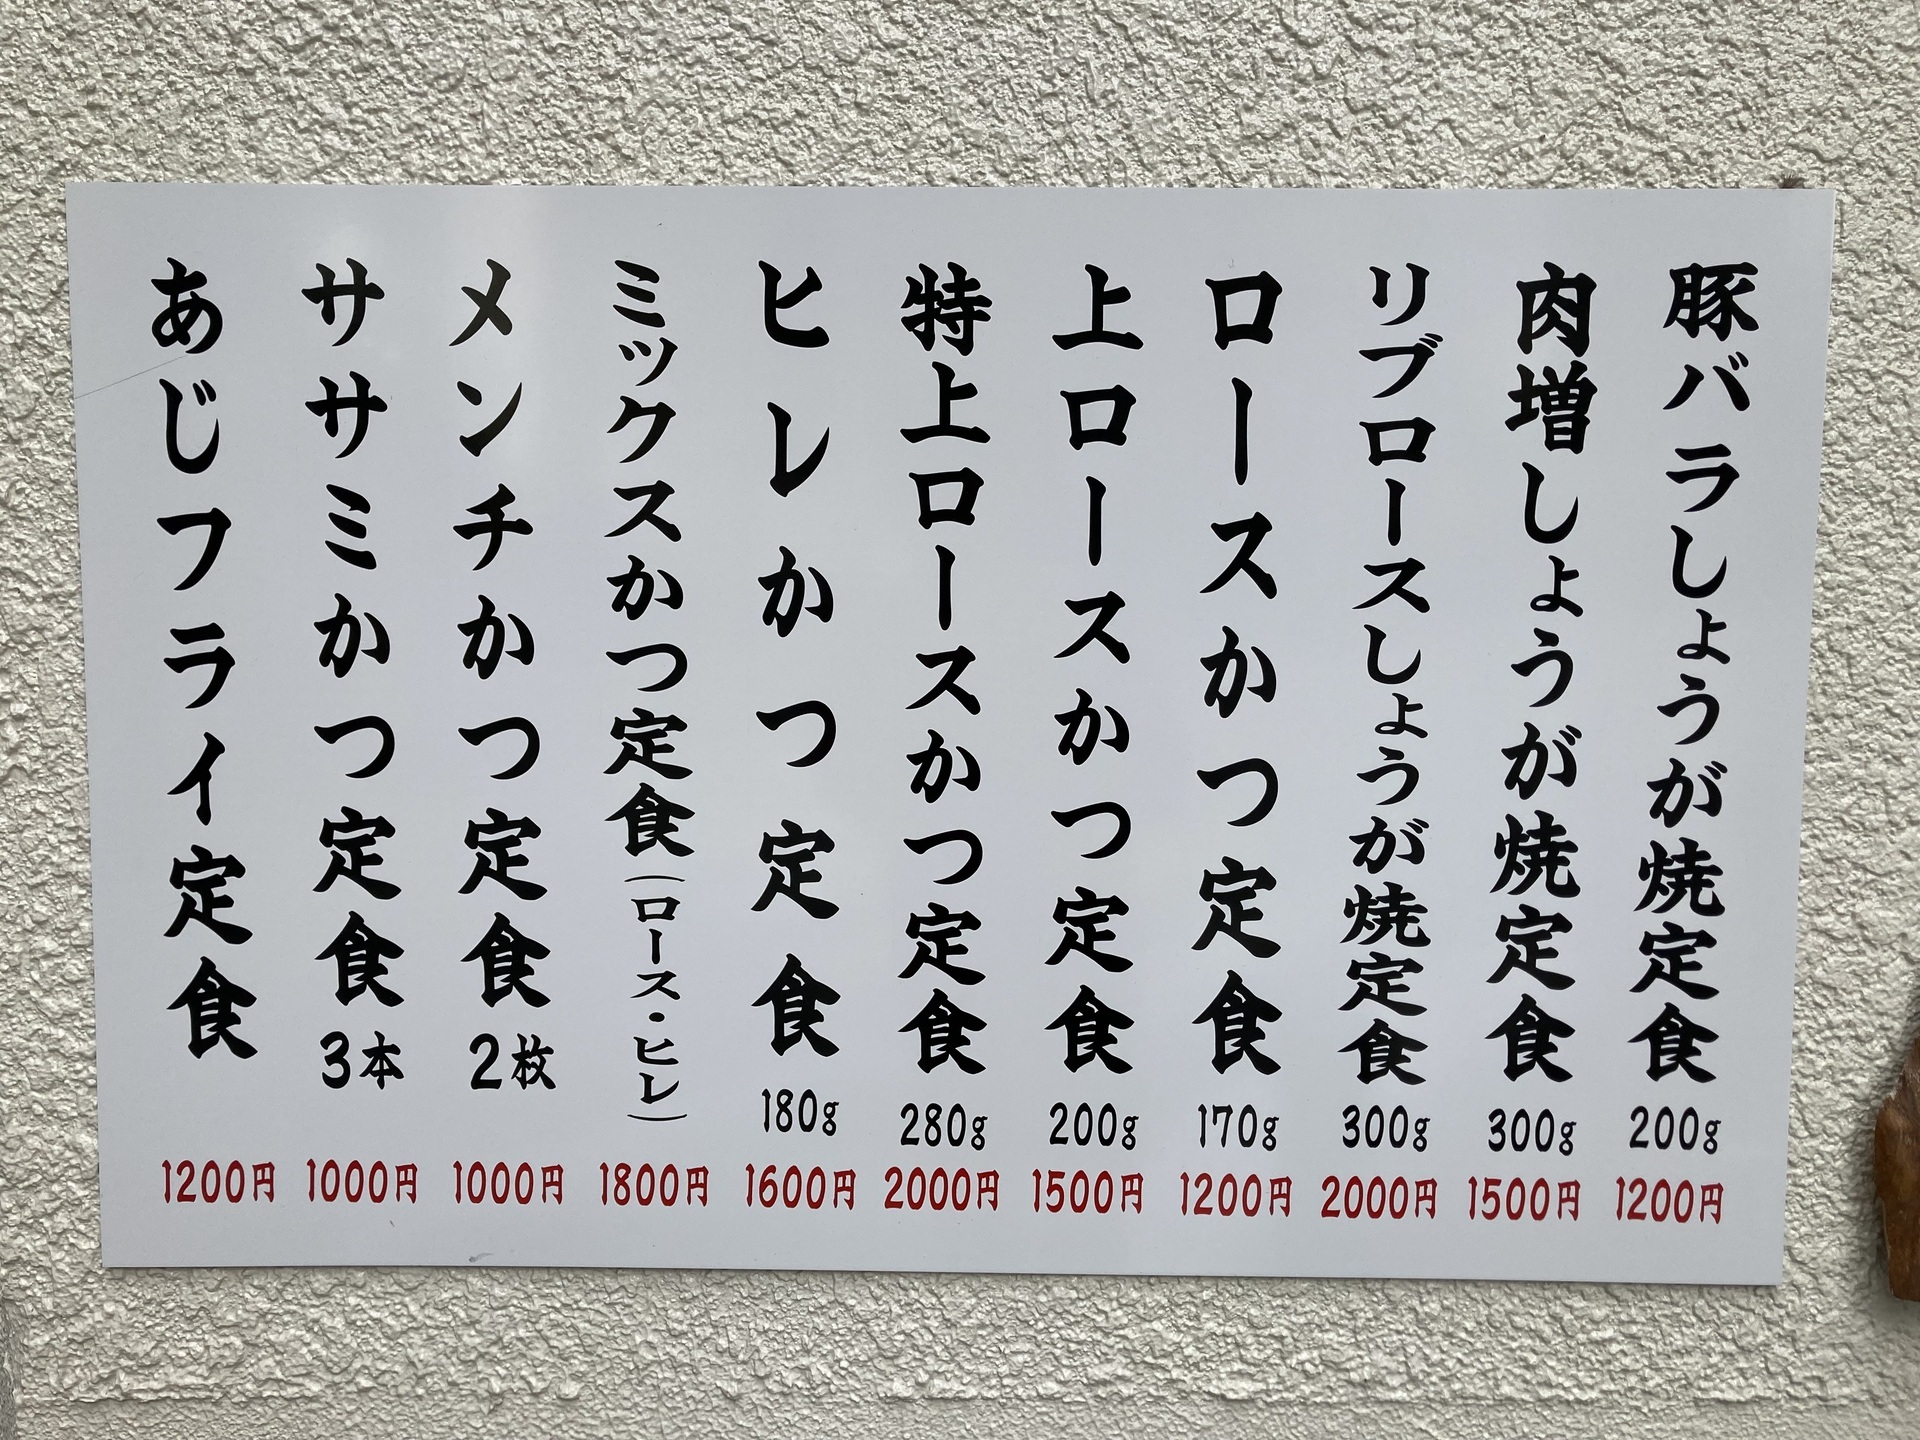 豚バラしょうが焼定食 200g 1200円
肉増しょうが焼定食 300g 1500円
リブロースしょうが焼定食 300g 2000円
ロースかつ定食 170g 1200円
上ロースかつ定食 200g 1500円
特上ロースかつ定食 280g 2000円
ヒレかつ定食 180g 1600円
ミックスかつ定食(ロース・ヒレ) 1800円
メンチかつ定食 2枚 1000円
ササミかつ定食 3本 1000円
あじフライ定食 1200円